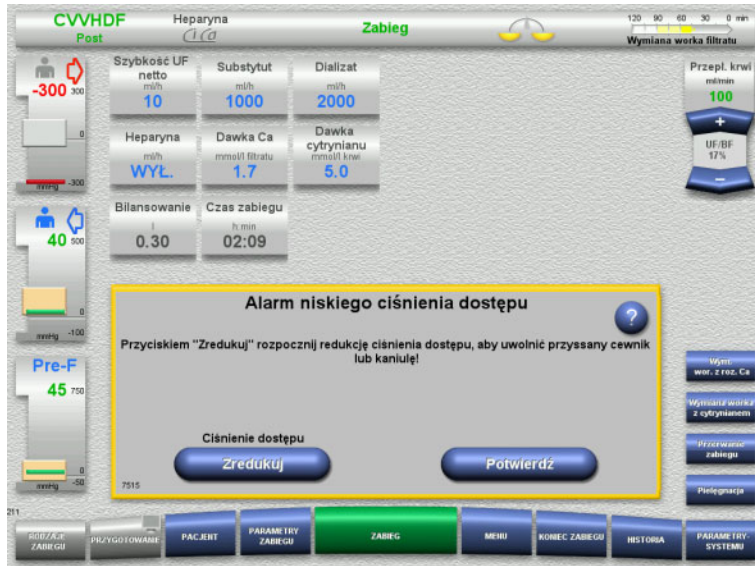 CVVHDF
Post
Heparyna
Ci Ca
Zabieg
120 90 60 30 0 min
Wymiana worka filtratu
-300 300
0
mmHg -300
Szybkość UF netto
ml/h
10
Substytut
ml/h
1000
Dializat
ml/h
2000
Heparyna
ml/h
WYŁ.
Dawka Ca
mmol/l filtratu
1.7
Dawka cytrynianu
mmol/l krwi
5.0
Bilansowanie
l
0.30
Czas zabiegu
h:min
02:09
Przepł. krwi
ml/min
100
+
UF/BF
17%
−
40 500
0
mmHg -100
Pre-F
45 750
0
mmHg -50
Alarm niskiego ciśnienia dostępu
?
Przyciskiem "Zredukuj" rozpocznij redukcję ciśnienia dostępu, aby uwolnić przyssany cewnik
lub kaniulę!
Ciśnienie dostępu
Zredukuj
Potwierdź
7515
Wym.
wor. z roz. Ca
Wymiana worka
z cytrynianem
Przerwanie
zabiegu
Pielęgnacja
211
RODZAJE
ZABIEGU
PRZYGOTOWANIE
PACJENT
PARAMETRY
ZABIEGU
ZABIEG
MENU
KONIEC ZABIEGU
HISTORIA
PARAMETRY-
SYSTEMU